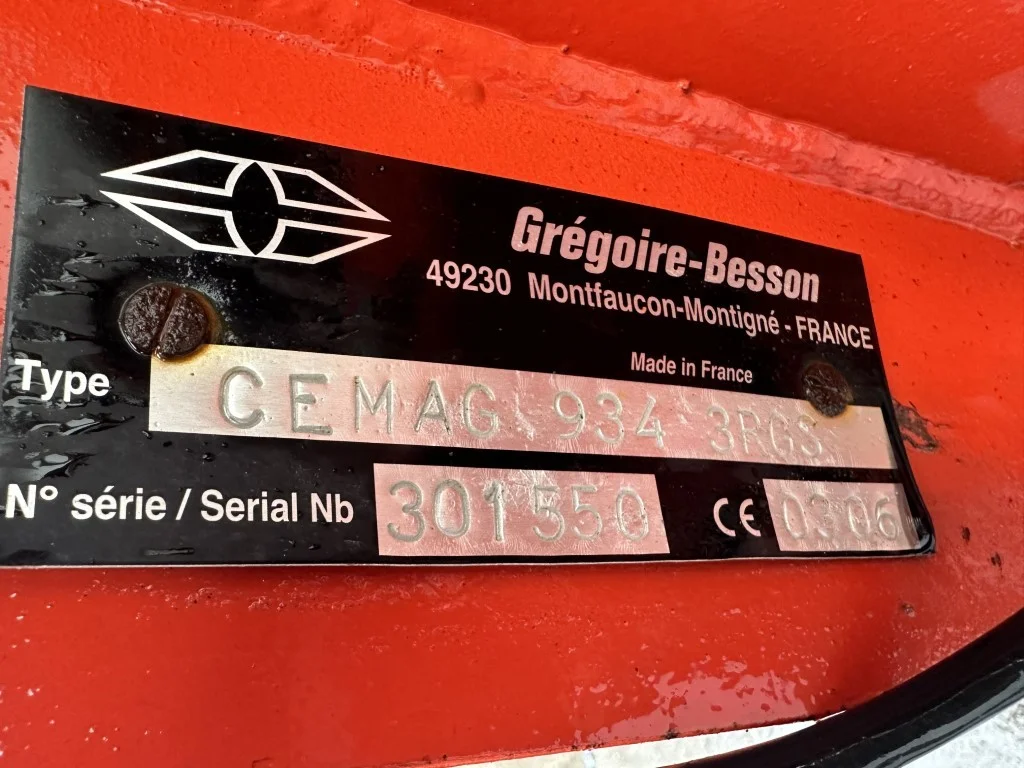 Grégoire-Besson
49230 Montfaucon-Montigné - FRANCE
Made in France
Type CEMAG 934 3RGS
N° série / Serial Nb 301550 CE 0306